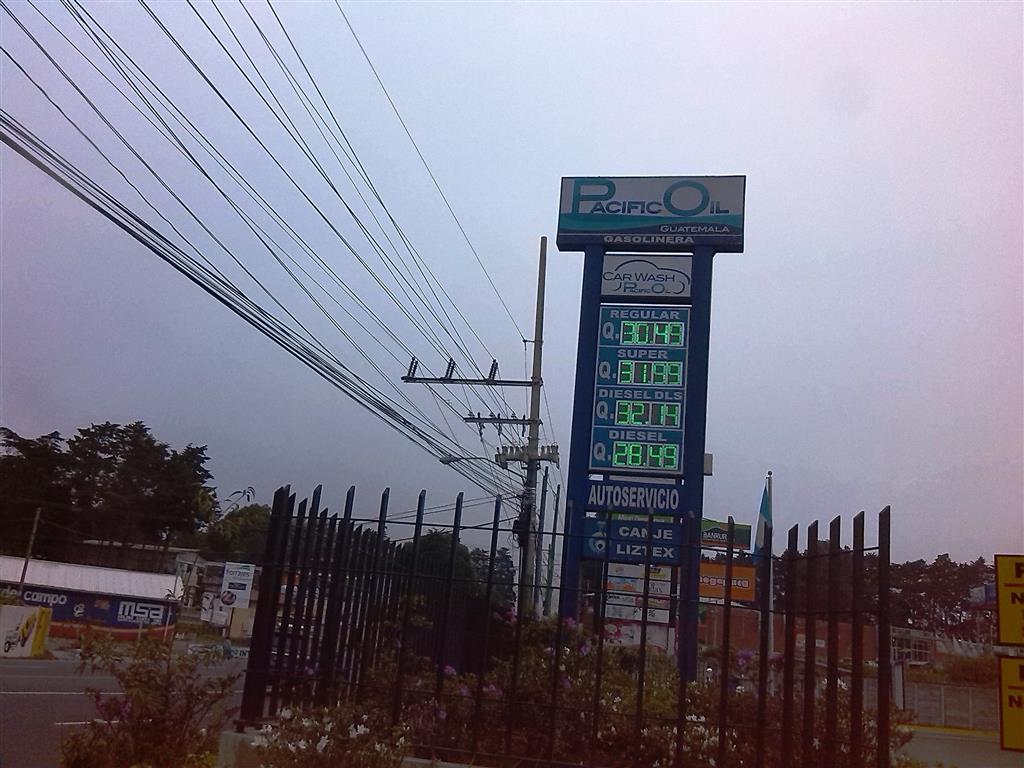 PACIFIC OIL
GUATEMALA
GASOLINERA
CAR WASH
PACIFIC OIL
REGULAR
Q. 30.49
SUPER
Q. 31.99
DIESEL DLS
Q. 32.14
DIESEL
Q. 28.49
AUTOSERVICIO
CANJE
LIZTEX
BANRURAL
campo
msa